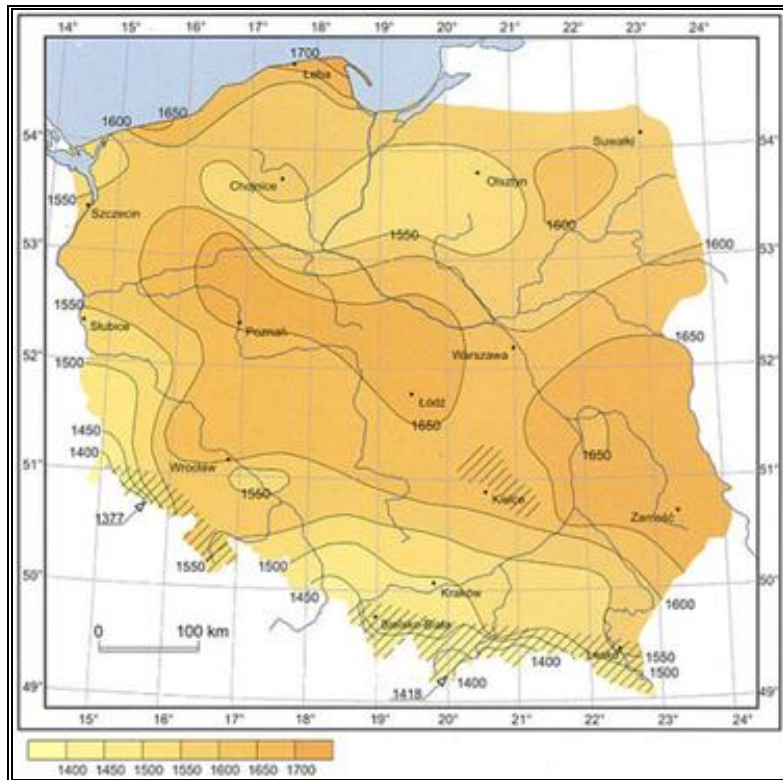 14° 15° 16° 17° 18° 19° 20° 21° 22° 23° 24°
1700
Łeba
1650
1600
54° 54°
Suwałki
Chojnice
Olsztyn
1550
Szczecin
1600
53° 1550 53°
1600
1550
Słubice
Poznań
1650
Warszawa
52° 52°
1500
Łódź
1650
1450
1400
51° 51°
Wrocław
1650
1550
Kielce
Zamość
1377
1550
1500
50° 50°
Kraków
1450
1600
0 100 km
Bielsko-Biała
Lesko
1550
1400
1500
49° 1418 1400 49°
15° 16° 17° 18° 19° 20° 21° 22° 23° 24°
1400 1450 1500 1550 1600 1650 1700